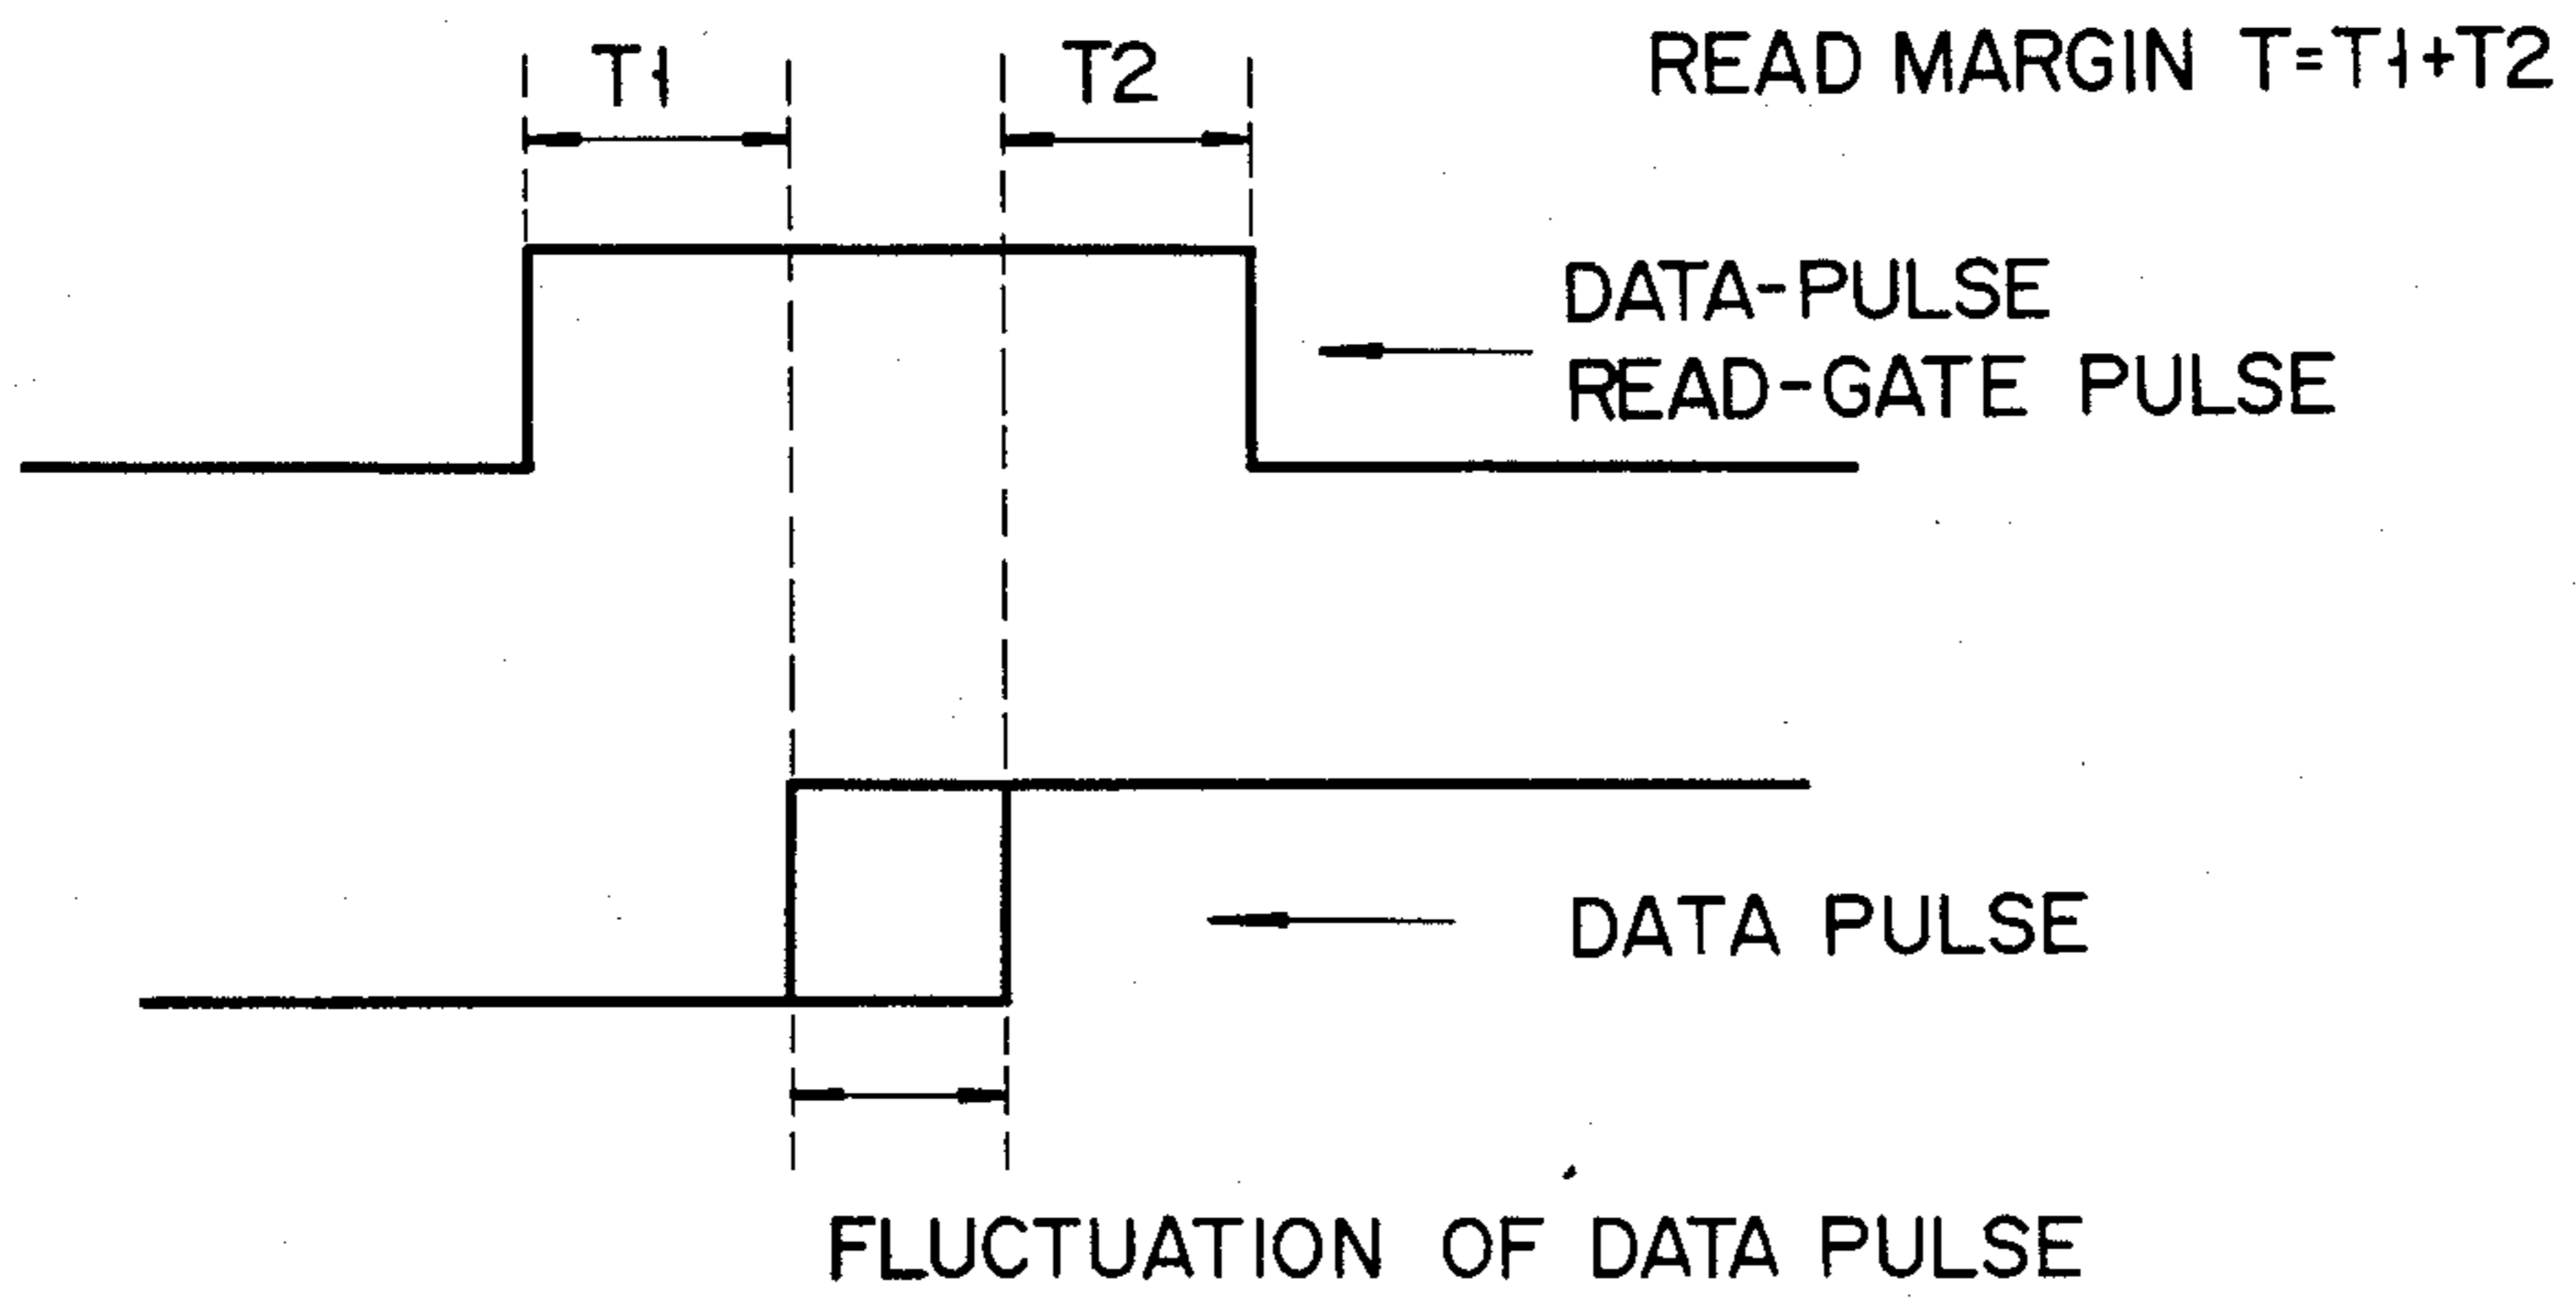 T1
T2
READ MARGIN T=T1+T2
DATA-PULSE
READ-GATE PULSE
DATA PULSE
FLUCTUATION OF DATA PULSE